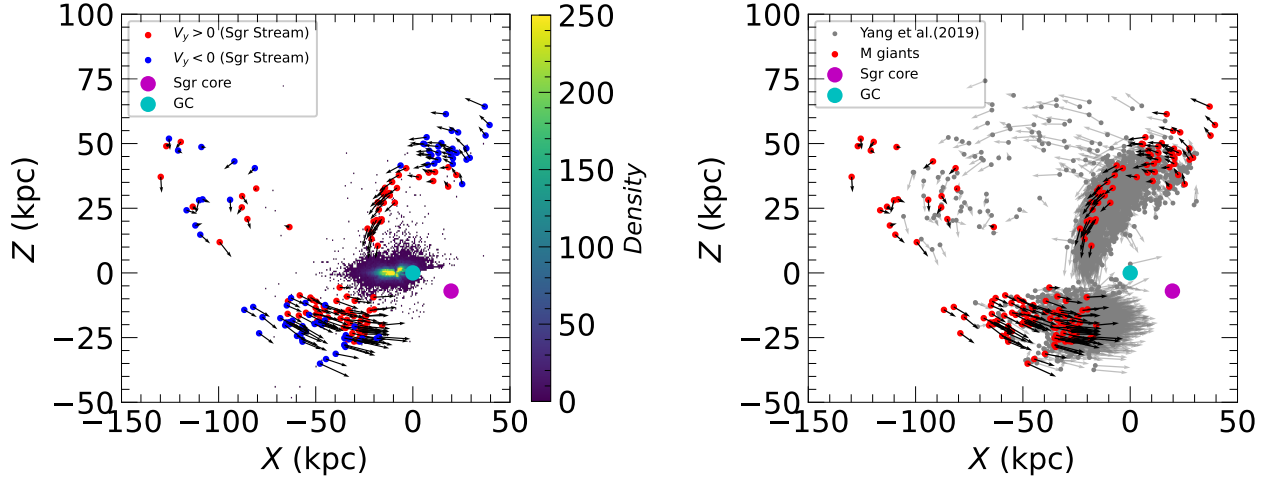 V_y > 0 (Sgr Stream)
V_y < 0 (Sgr Stream)
Sgr core
GC
100
75
50
25
0
−25
−50
Z (kpc)
−150
−100
−50
0
50
X (kpc)
250
200
150
100
50
0
Density
Yang et al.(2019)
M giants
Sgr core
GC
100
75
50
25
0
−25
−50
Z (kpc)
−150
−100
−50
0
50
X (kpc)